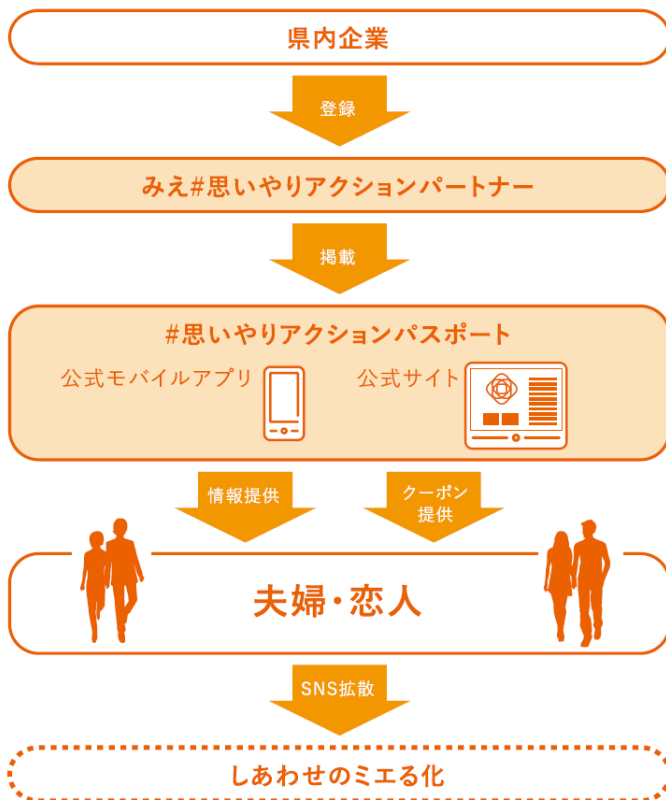 県内企業
登録
みえ#思いやりアクションパートナー
掲載
#思いやりアクションパスポート
公式モバイルアプリ
公式サイト
情報提供
クーポン
提供
夫婦・恋人
SNS拡散
しあわせのミエる化